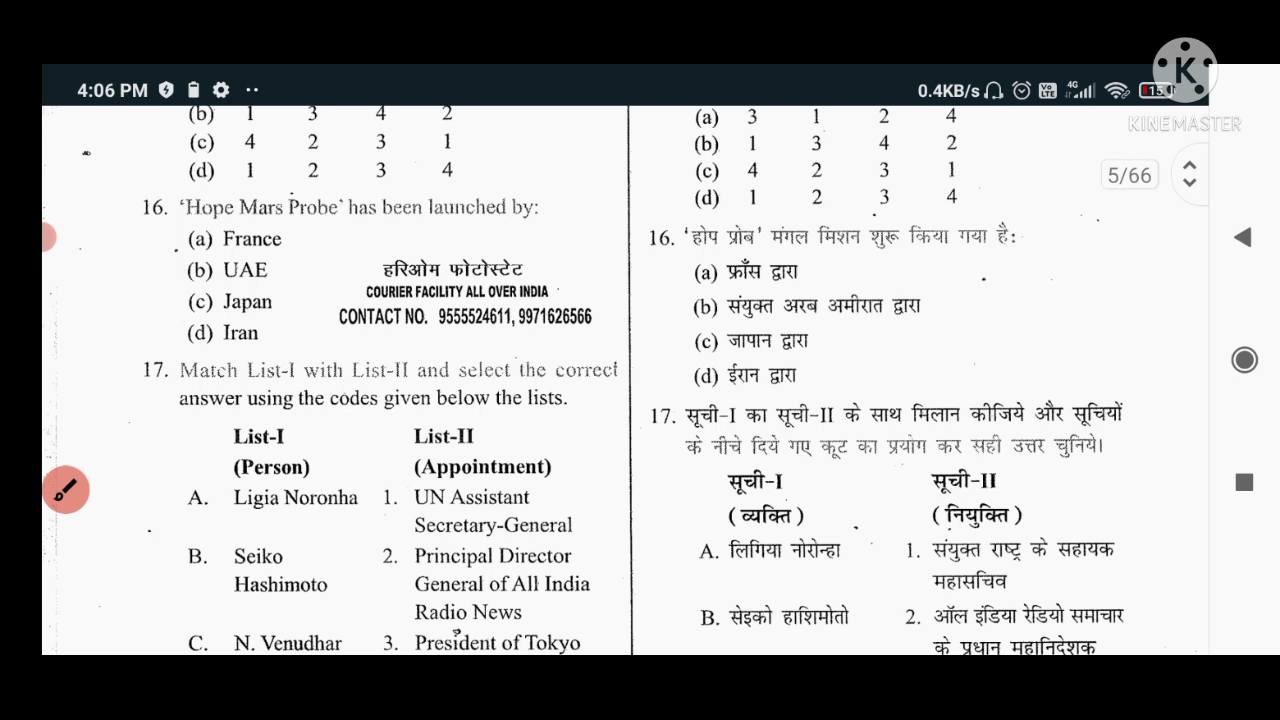 4:06 PM
0.4KB/s
Vo LTE
4G
15
KINEMASTER
5/66
(b) 1 3 4 2
(c) 4 2 3 1
(d) 1 2 3 4
16. ‘Hope Mars Probe’ has been launched by:
(a) France
(b) UAE
(c) Japan
(d) Iran
हरिओम फोटोस्टेट
COURIER FACILITY ALL OVER INDIA
CONTACT NO. 9555524611, 9971626566
17. Match List-I with List-II and select the correct
answer using the codes given below the lists.
List-I List-II
(Person) (Appointment)
A. Ligia Noronha 1. UN Assistant
Secretary-General
B. Seiko 2. Principal Director
Hashimoto General of All India
Radio News
C. N. Venudhar 3. President of Tokyo
(a) 3 1 2 4
(b) 1 3 4 2
(c) 4 2 3 1
(d) 1 2 3 4
16. ‘होप प्रोब’ मंगल मिशन शुरू किया गया है:
(a) फ्राँस द्वारा
(b) संयुक्त अरब अमीरात द्वारा
(c) जापान द्वारा
(d) ईरान द्वारा
17. सूची-I का सूची-II के साथ मिलान कीजिये और सूचियों
के नीचे दिये गए कूट का प्रयोग कर सही उत्तर चुनिये।
सूची-I सूची-II
(व्यक्ति) (नियुक्ति)
A. लिगिया नोरोन्हा 1. संयुक्त राष्ट्र के सहायक
महासचिव
B. सेइको हाशिमोतो 2. ऑल इंडिया रेडियो समाचार
के प्रधान महानिदेशक